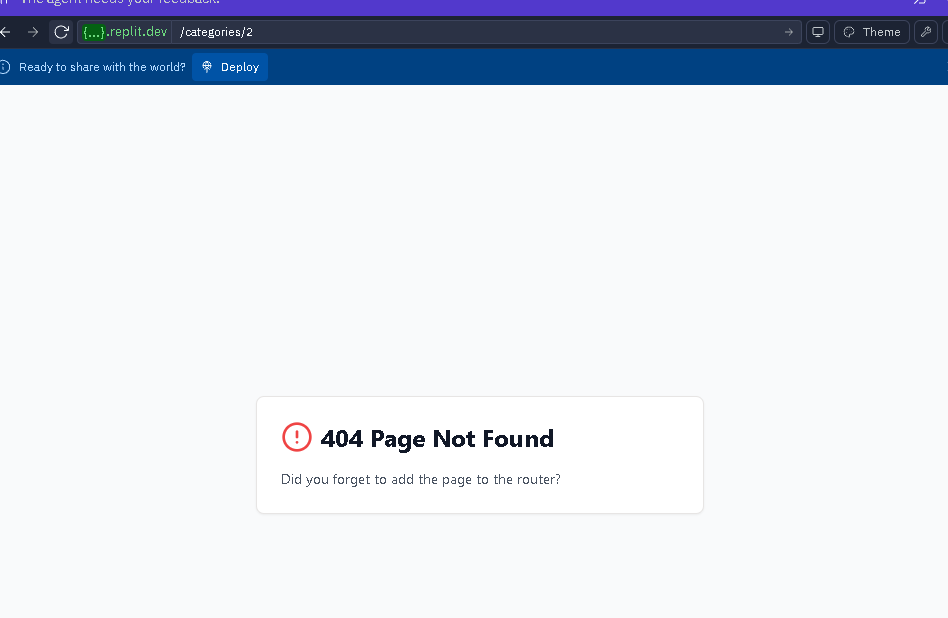 The agent needs your feedback.
{...}.replit.dev /categories/2
Theme
Ready to share with the world?
Deploy
404 Page Not Found
Did you forget to add the page to the router?